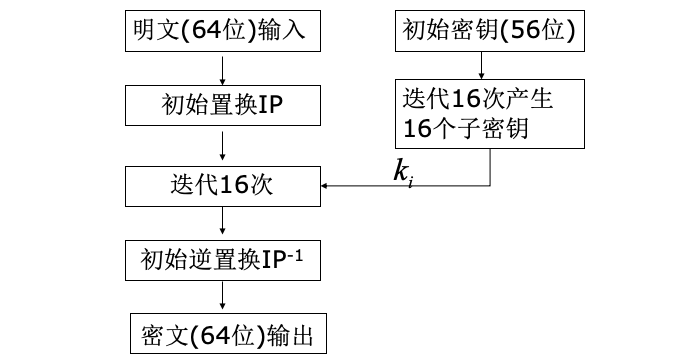 明文(64位)输入
初始密钥(56位)
初始置换IP
迭代16次产生
16个子密钥
迭代16次
kᵢ
初始逆置换IP⁻¹
密文(64位)输出